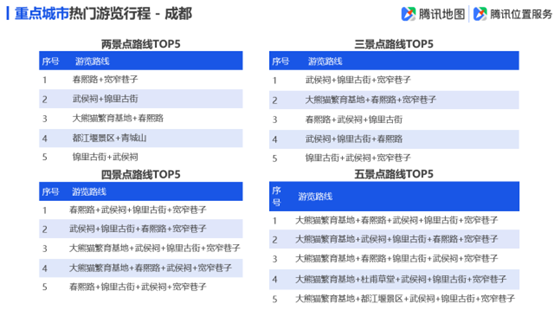 重点城市热门游览行程 - 成都
腾讯地图
腾讯位置服务
两景点路线TOP5
序号 游览路线
1 春熙路+宽窄巷子
2 武侯祠+锦里古街
3 大熊猫繁育基地+春熙路
4 都江堰景区+青城山
5 锦里古街+武侯祠
三景点路线TOP5
序号 游览路线
1 武侯祠+锦里古街+宽窄巷子
2 大熊猫繁育基地+春熙路+宽窄巷子
3 春熙路+武侯祠+锦里古街
4 武侯祠+锦里古街+春熙路
5 锦里古街+武侯祠+宽窄巷子
四景点路线TOP5
序号 游览路线
1 春熙路+武侯祠+锦里古街+宽窄巷子
2 武侯祠+锦里古街+春熙路+宽窄巷子
3 大熊猫繁育基地+武侯祠+锦里古街+宽窄巷子
4 大熊猫繁育基地+春熙路+武侯祠+宽窄巷子
5 春熙路+锦里古街+武侯祠+宽窄巷子
五景点路线TOP5
序
号 游览路线
1 大熊猫繁育基地+春熙路+武侯祠+锦里古街+宽窄巷子
2 大熊猫繁育基地+武侯祠+锦里古街+春熙路+宽窄巷子
3 大熊猫繁育基地+春熙路+锦里古街+武侯祠+宽窄巷子
4 大熊猫繁育基地+杜甫草堂+武侯祠+锦里古街+宽窄巷子
5 大熊猫繁育基地+都江堰景区+武侯祠+锦里古街+宽窄巷子